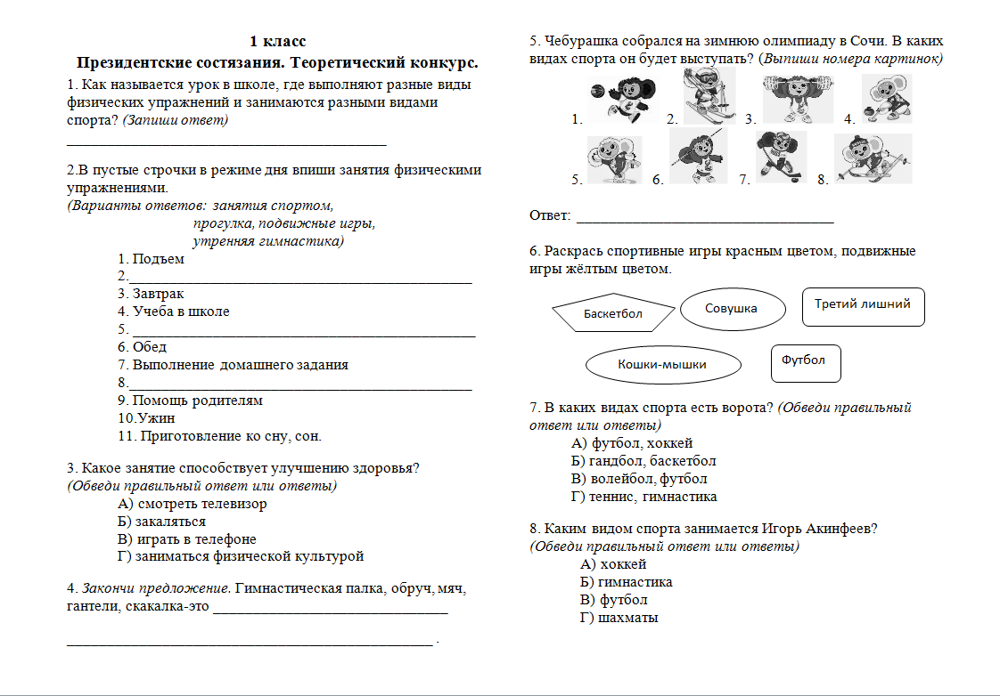 1 класс
Президентские состязания. Теоретический конкурс.
1. Как называется урок в школе, где выполняют разные виды
физических упражнений и занимаются разными видами
спорта? (Запиши ответ)
________________________________________
2.В пустые строчки в режиме дня впиши занятия физическими
упражнениями.
(Варианты ответов: занятия спортом,
прогулка, подвижные игры,
утренняя гимнастика)
1. Подъем
2.___________________________________________
3. Завтрак
4. Учеба в школе
5. ___________________________________________
6. Обед
7. Выполнение домашнего задания
8.___________________________________________
9. Помощь родителям
10.Ужин
11. Приготовление ко сну, сон.
3. Какое занятие способствует улучшению здоровья?
(Обведи правильный ответ или ответы)
А) смотреть телевизор
Б) закаляться
В) играть в телефоне
Г) заниматься физической культурой
4. Закончи предложение. Гимнастическая палка, обруч, мяч,
гантели, скакалка-это ______________________________
______________________________________________ .
5. Чебурашка собрался на зимнюю олимпиаду в Сочи. В каких
видах спорта он будет выступать? (Выпиши номера картинок)
1. 2. 3. 4.
5. 6. 7. 8.
Ответ: ________________________________
6. Раскрась спортивные игры красным цветом, подвижные
игры жёлтым цветом.
Баскетбол Совушка Третий лишний
Кошки-мышки Футбол
7. В каких видах спорта есть ворота? (Обведи правильный
ответ или ответы)
А) футбол, хоккей
Б) гандбол, баскетбол
В) волейбол, футбол
Г) теннис, гимнастика
8. Каким видом спорта занимается Игорь Акинфеев?
(Обведи правильный ответ или ответы)
А) хоккей
Б) гимнастика
В) футбол
Г) шахматы